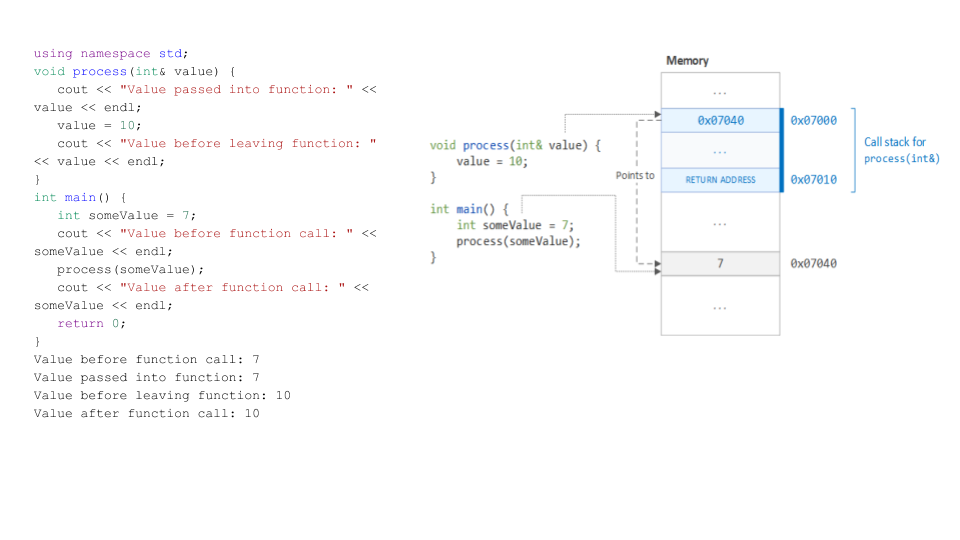 using namespace std;
void process(int& value) {
   cout << "Value passed into function: " <<
value << endl;
   value = 10;
   cout << "Value before leaving function: "
<< value << endl;
}
int main() {
   int someValue = 7;
   cout << "Value before function call: " <<
someValue << endl;
   process(someValue);
   cout << "Value after function call: " <<
someValue << endl;
   return 0;
}
Value before function call: 7
Value passed into function: 7
Value before leaving function: 10
Value after function call: 10
void process(int& value) {
    value = 10;
}
int main() {
    int someValue = 7;
    process(someValue);
}
Points to
Memory
...
0x07040
0x07000
...
RETURN ADDRESS
0x07010
...
7
0x07040
...
Call stack for
process(int&)